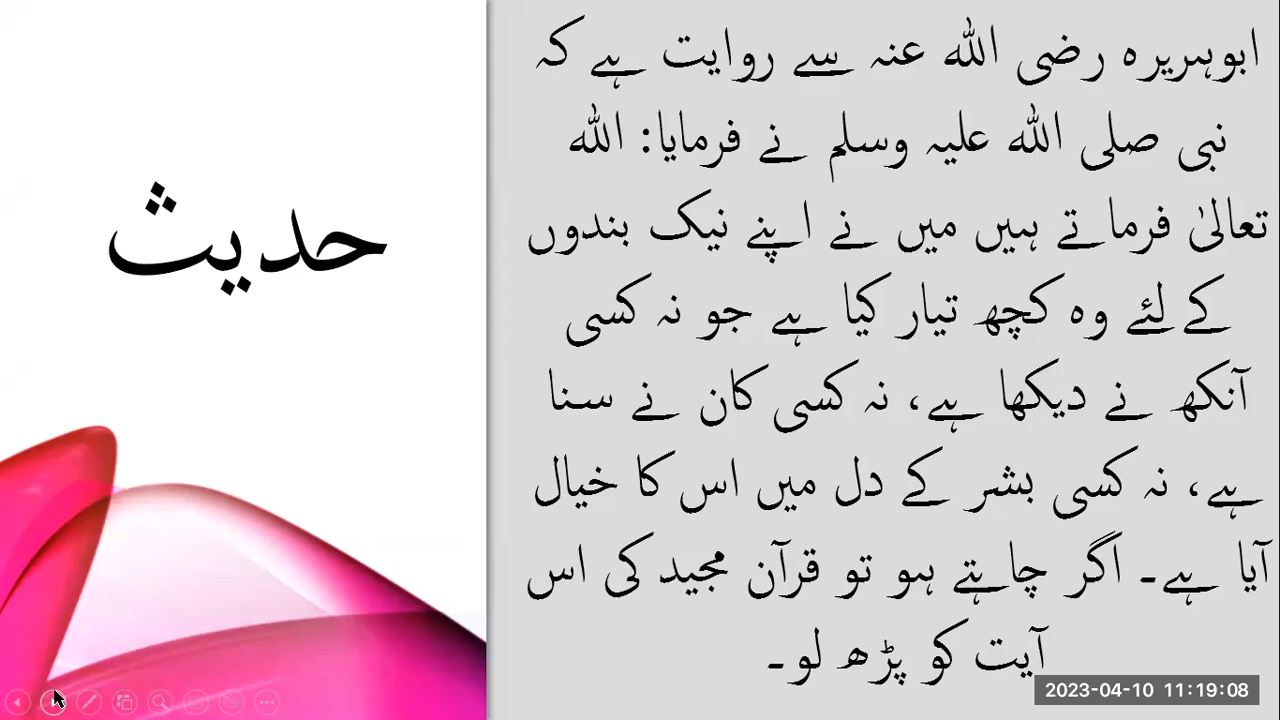 حدیث
ابوہریرہ رضی اللہ عنہ سے روایت ہے کہ
نبی صلی اللہ علیہ وسلم نے فرمایا: اللہ
تعالیٰ فرماتے ہیں میں نے اپنے نیک بندوں
کے لئے وہ کچھ تیار کیا ہے جو نہ کسی
آنکھ نے دیکھا ہے، نہ کسی کان نے سنا
ہے، نہ کسی بشر کے دل میں اس کا خیال
آیا ہے۔ اگر چاہتے ہو تو قرآن مجید کی اس
آیت کو پڑھ لو۔
2023-04-10 11:19:08